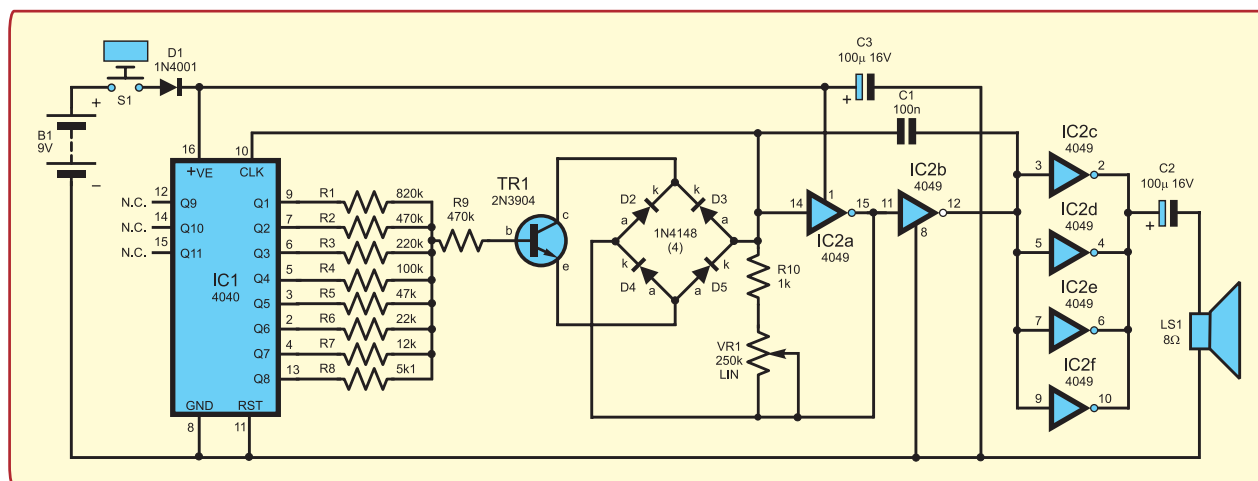 D1
1N4001
S1
+
B1
9V
−
C3
100µ 16V
+
C1
100n
16
10
+VE
CLK
N.C. 12 Q9
N.C. 14 Q10
N.C. 15 Q11
IC1
4040
Q1 9 R1 820k
Q2 7 R2 470k
Q3 6 R3 220k
Q4 5 R4 100k
Q5 3 R5 47k
Q6 2 R6 22k
Q7 4 R7 12k
Q8 13 R8 5k1
GND
RST
8
11
R9
470k
TR1
2N3904
b
c
e
k
k
D2
D3
a
a
1N4148
(4)
k
k
D4
D5
a
a
R10
1k
VR1
250k
LIN
14
1
15
IC2a
4049
IC2b
4049
11
12
8
IC2c
4049
3
2
IC2d
4049
5
4
IC2e
4049
7
6
IC2f
4049
9
10
C2
100µ 16V
+
LS1
8Ω